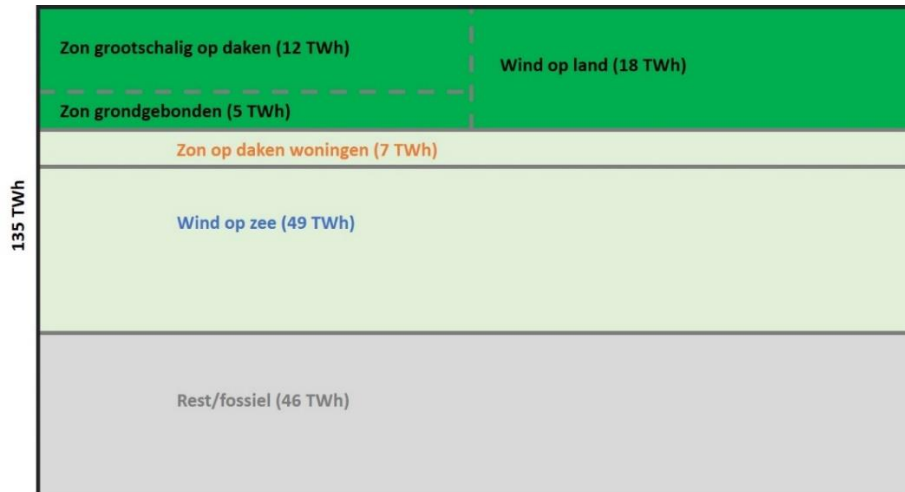 Zon grootschalig op daken (12 TWh)
Wind op land (18 TWh)
Zon grondgebonden (5 TWh)
Zon op daken woningen (7 TWh)
135 TWh
Wind op zee (49 TWh)
Rest/fossiel (46 TWh)